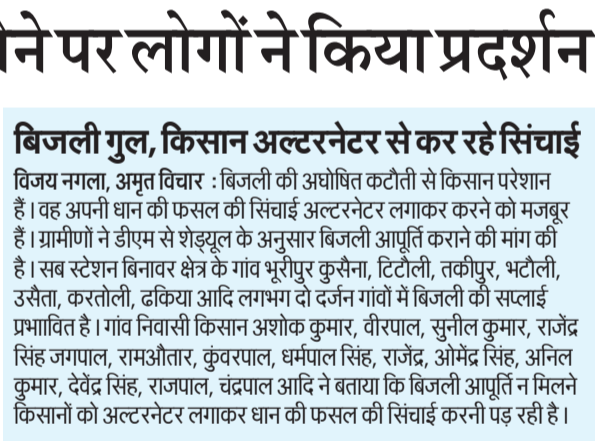 ने पर लोगों ने किया प्रदर्शन
बिजली गुल, किसान अल्टरनेटर से कर रहे सिंचाई
विजय नगला, अमृत विचार : बिजली की अघोषित कटौती से किसान परेशान
हैं। वह अपनी धान की फसल की सिंचाई अल्टरनेटर लगाकर करने को मजबूर
हैं। ग्रामीणों ने डीएम से शेड्यूल के अनुसार बिजली आपूर्ति कराने की मांग की
है। सब स्टेशन बिनावर क्षेत्र के गांव भूरीपुर कुसैना, टिटौली, तकीपुर, भटौली,
उसैता, करतोली, ढकिया आदि लगभग दो दर्जन गांवों में बिजली की सप्लाई
प्रभाावित है। गांव निवासी किसान अशोक कुमार, वीरपाल, सुनील कुमार, राजेंद्र
सिंह जगपाल, रामऔतार, कुंवरपाल, धर्मपाल सिंह, राजेंद्र, ओमेंद्र सिंह, अनिल
कुमार, देवेंद्र सिंह, राजपाल, चंद्रपाल आदि ने बताया कि बिजली आपूर्ति न मिलने
किसानों को अल्टरनेटर लगाकर धान की फसल की सिंचाई करनी पड़ रही है।